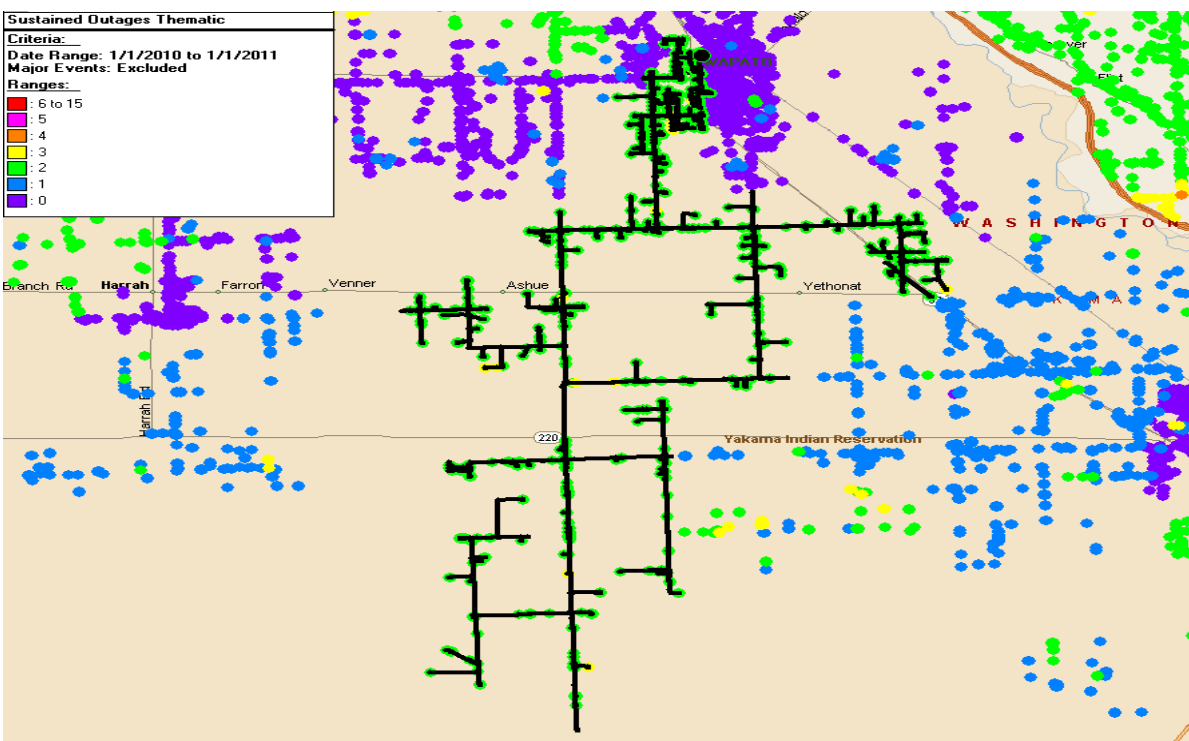 Sustained Outages Thematic
Criteria:
Date Range: 1/1/2010 to 1/1/2011
Major Events: Excluded
Ranges:
: 6 to 15
: 5
: 4
: 3
: 2
: 1
: 0
WAPATO
WASHINGTON
Branch Rd
Harrah
Farron
Venner
Ashue
Yethonat
Harrah Rd
220
Yakama Indian Reservation